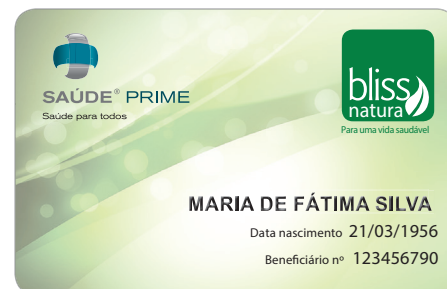 SAÚDE® PRIME
Saúde para todos
bliss
natura
Para uma vida saudável
MARIA DE FÁTIMA SILVA
Data nascimento 21/03/1956
Beneficiário nº 123456790